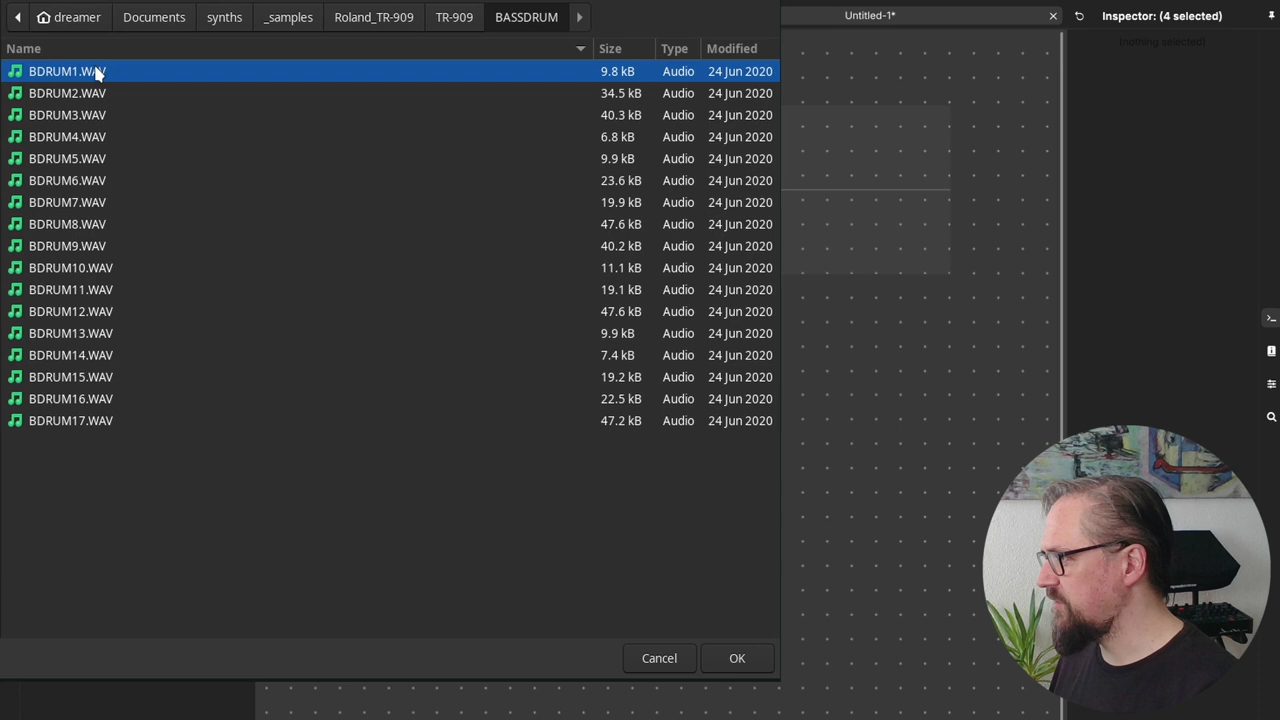 dreamer Documents synths _samples Roland_TR-909 TR-909 BASSDRUM
Untitled-1*
Inspector: (4 selected)
(nothing selected)
Name Size Type Modified
BDRUM1.WAV 9.8 kB Audio 24 Jun 2020
BDRUM2.WAV 34.5 kB Audio 24 Jun 2020
BDRUM3.WAV 40.3 kB Audio 24 Jun 2020
BDRUM4.WAV 6.8 kB Audio 24 Jun 2020
BDRUM5.WAV 9.9 kB Audio 24 Jun 2020
BDRUM6.WAV 23.6 kB Audio 24 Jun 2020
BDRUM7.WAV 19.9 kB Audio 24 Jun 2020
BDRUM8.WAV 47.6 kB Audio 24 Jun 2020
BDRUM9.WAV 40.2 kB Audio 24 Jun 2020
BDRUM10.WAV 11.1 kB Audio 24 Jun 2020
BDRUM11.WAV 19.1 kB Audio 24 Jun 2020
BDRUM12.WAV 47.6 kB Audio 24 Jun 2020
BDRUM13.WAV 9.9 kB Audio 24 Jun 2020
BDRUM14.WAV 7.4 kB Audio 24 Jun 2020
BDRUM15.WAV 19.2 kB Audio 24 Jun 2020
BDRUM16.WAV 22.5 kB Audio 24 Jun 2020
BDRUM17.WAV 47.2 kB Audio 24 Jun 2020
Cancel OK